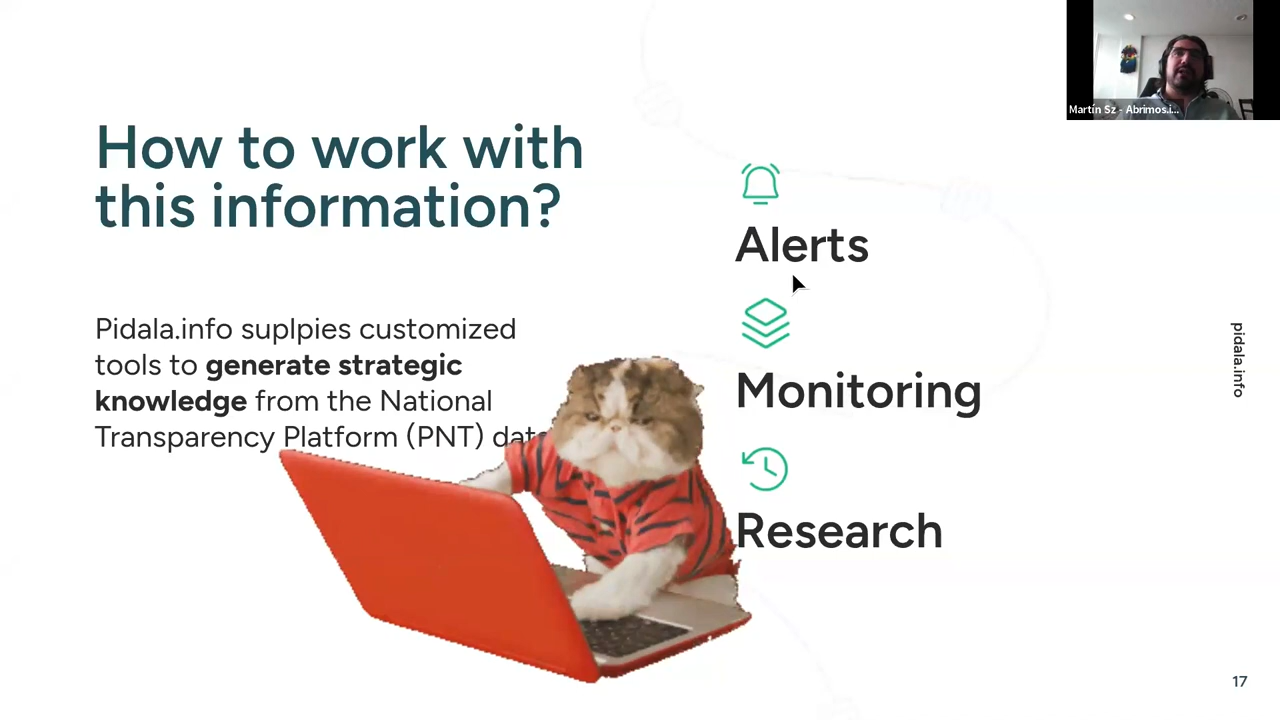 How to work with
this information?
Pidala.info suplpies customized
tools to generate strategic
knowledge from the National
Transparency Platform (PNT) data
Alerts
Monitoring
Research
Martín Sz - Abrimos.i...
pidala.info
17